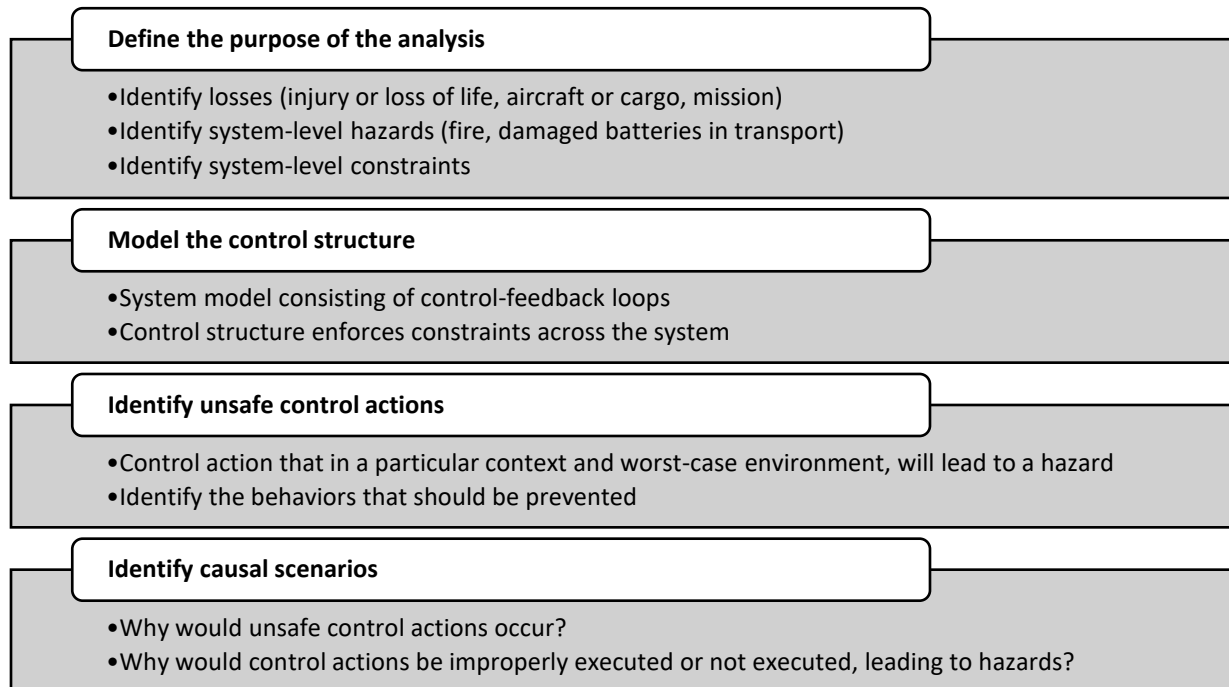 Define the purpose of the analysis
•Identify losses (injury or loss of life, aircraft or cargo, mission)
•Identify system-level hazards (fire, damaged batteries in transport)
•Identify system-level constraints
Model the control structure
•System model consisting of control-feedback loops
•Control structure enforces constraints across the system
Identify unsafe control actions
•Control action that in a particular context and worst-case environment, will lead to a hazard
•Identify the behaviors that should be prevented
Identify causal scenarios
•Why would unsafe control actions occur?
•Why would control actions be improperly executed or not executed, leading to hazards?